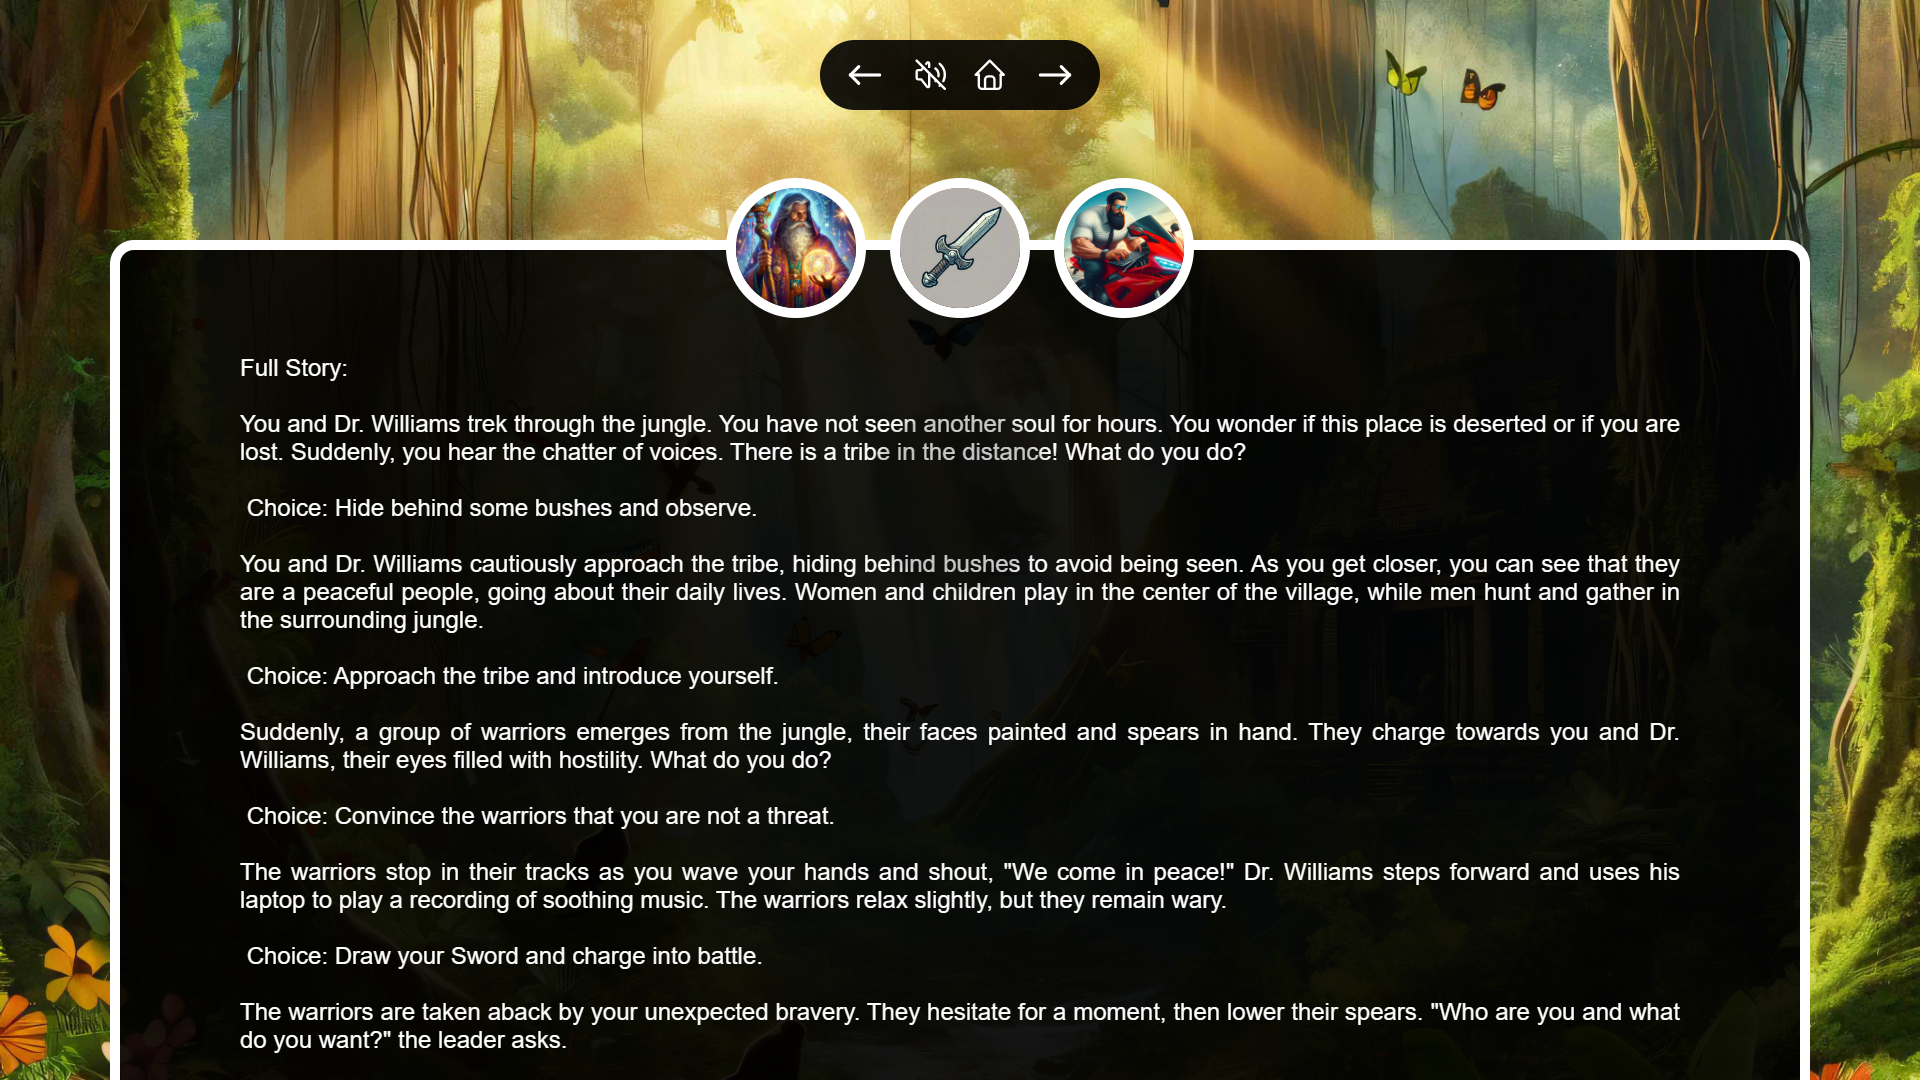 Full Story:
You and Dr. Williams trek through the jungle. You have not seen another soul for hours. You wonder if this place is deserted or if you are
lost. Suddenly, you hear the chatter of voices. There is a tribe in the distance! What do you do?
Choice: Hide behind some bushes and observe.
You and Dr. Williams cautiously approach the tribe, hiding behind bushes to avoid being seen. As you get closer, you can see that they
are a peaceful people, going about their daily lives. Women and children play in the center of the village, while men hunt and gather in
the surrounding jungle.
Choice: Approach the tribe and introduce yourself.
Suddenly, a group of warriors emerges from the jungle, their faces painted and spears in hand. They charge towards you and Dr.
Williams, their eyes filled with hostility. What do you do?
Choice: Convince the warriors that you are not a threat.
The warriors stop in their tracks as you wave your hands and shout, "We come in peace!" Dr. Williams steps forward and uses his
laptop to play a recording of soothing music. The warriors relax slightly, but they remain wary.
Choice: Draw your Sword and charge into battle.
The warriors are taken aback by your unexpected bravery. They hesitate for a moment, then lower their spears. "Who are you and what
do you want?" the leader asks.